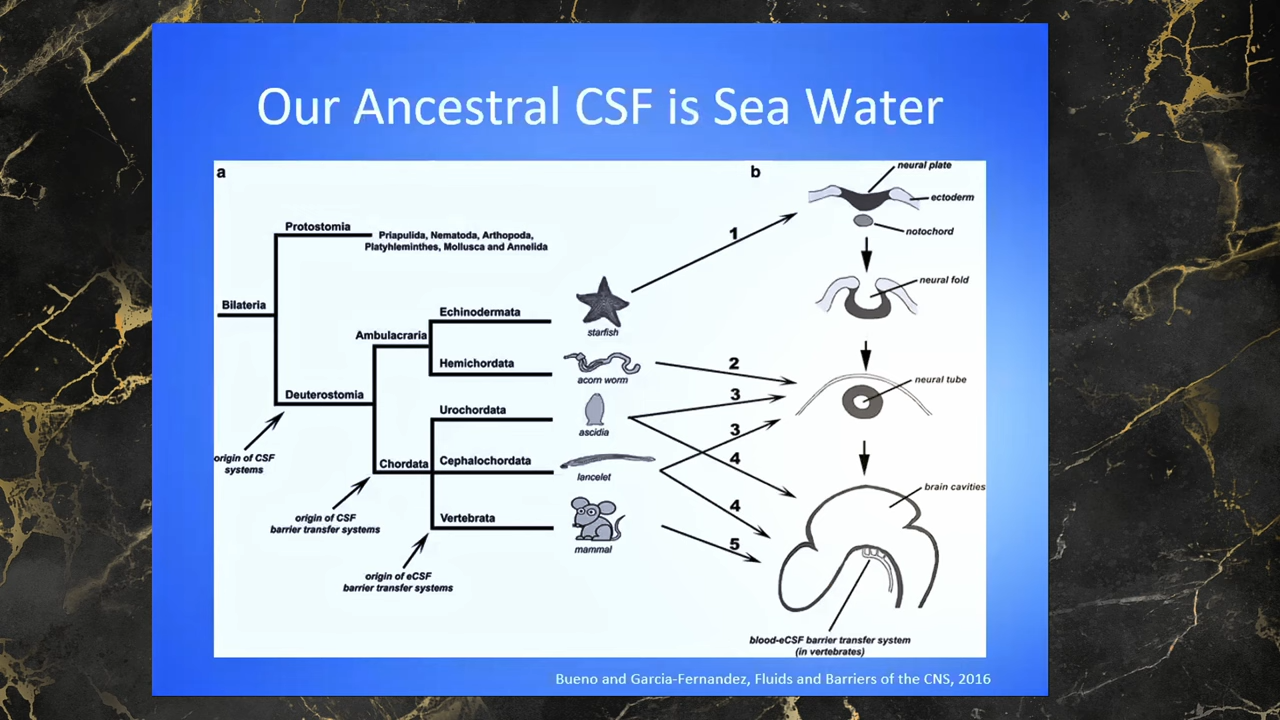 Our Ancestral CSF is Sea Water
a
Protostomia
Priapulida, Nematoda, Arthopoda,
Platyhleminthes, Mollusca and Annelida
Bilateria
Echinodermata
starfish
Ambulacraria
Hemichordata
acorn worm
Deuterostomia
Urochordata
ascidia
origin of CSF
systems
Chordata
Cephalochordata
lancelet
origin of CSF
barrier transfer systems
Vertebrata
mammal
origin of eCSF
barrier transfer systems
1
2
3
3
4
4
5
b
neural plate
ectoderm
notochord
neural fold
neural tube
brain cavities
blood-eCSF barrier transfer system
(in vertebrates)
Bueno and Garcia-Fernandez, Fluids and Barriers of the CNS, 2016